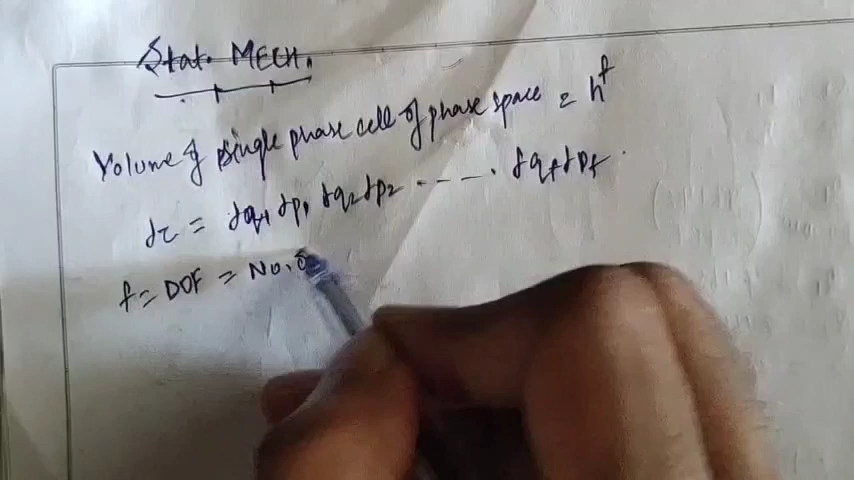 Stat. MECH.
Volume of single phase cell of phase space = h^f
dτ = dq1 dp1 dq2 dp2 ------. dqf dpf.
f = DOF = No. o